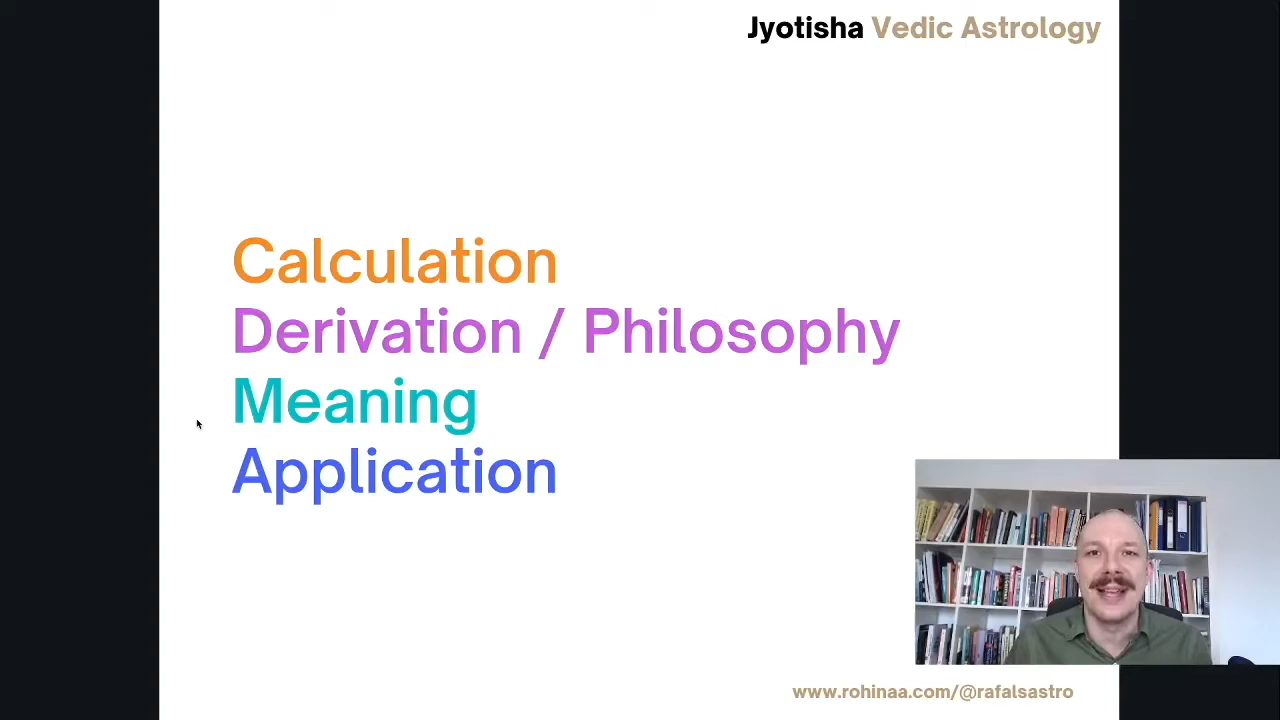 Jyotisha Vedic Astrology
Calculation
Derivation / Philosophy
Meaning
Application
www.rohinaa.com/@rafalsastro